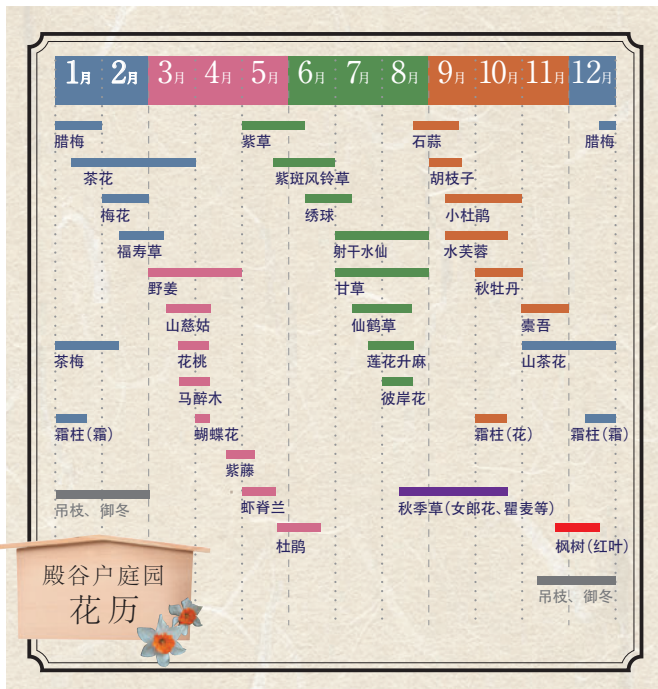 1月 2月 3月 4月 5月 6月 7月 8月 9月 10月 11月 12月
腊梅 紫草 石蒜 腊梅
茶花 紫斑风铃草 胡枝子
梅花 绣球 小杜鹃
福寿草 射干水仙 水芙蓉
野姜 甘草 秋牡丹
山慈姑 仙鹤草 橐吾
茶梅 花桃 莲花升麻 山茶花
马醉木 彼岸花
霜柱（霜） 蝴蝶花 霜柱（花） 霜柱（霜）
紫藤
吊枝、御冬 虾脊兰 秋季草（女郎花、瞿麦等）
杜鹃 枫树（红叶）
吊枝、御冬
殿谷户庭园
花历